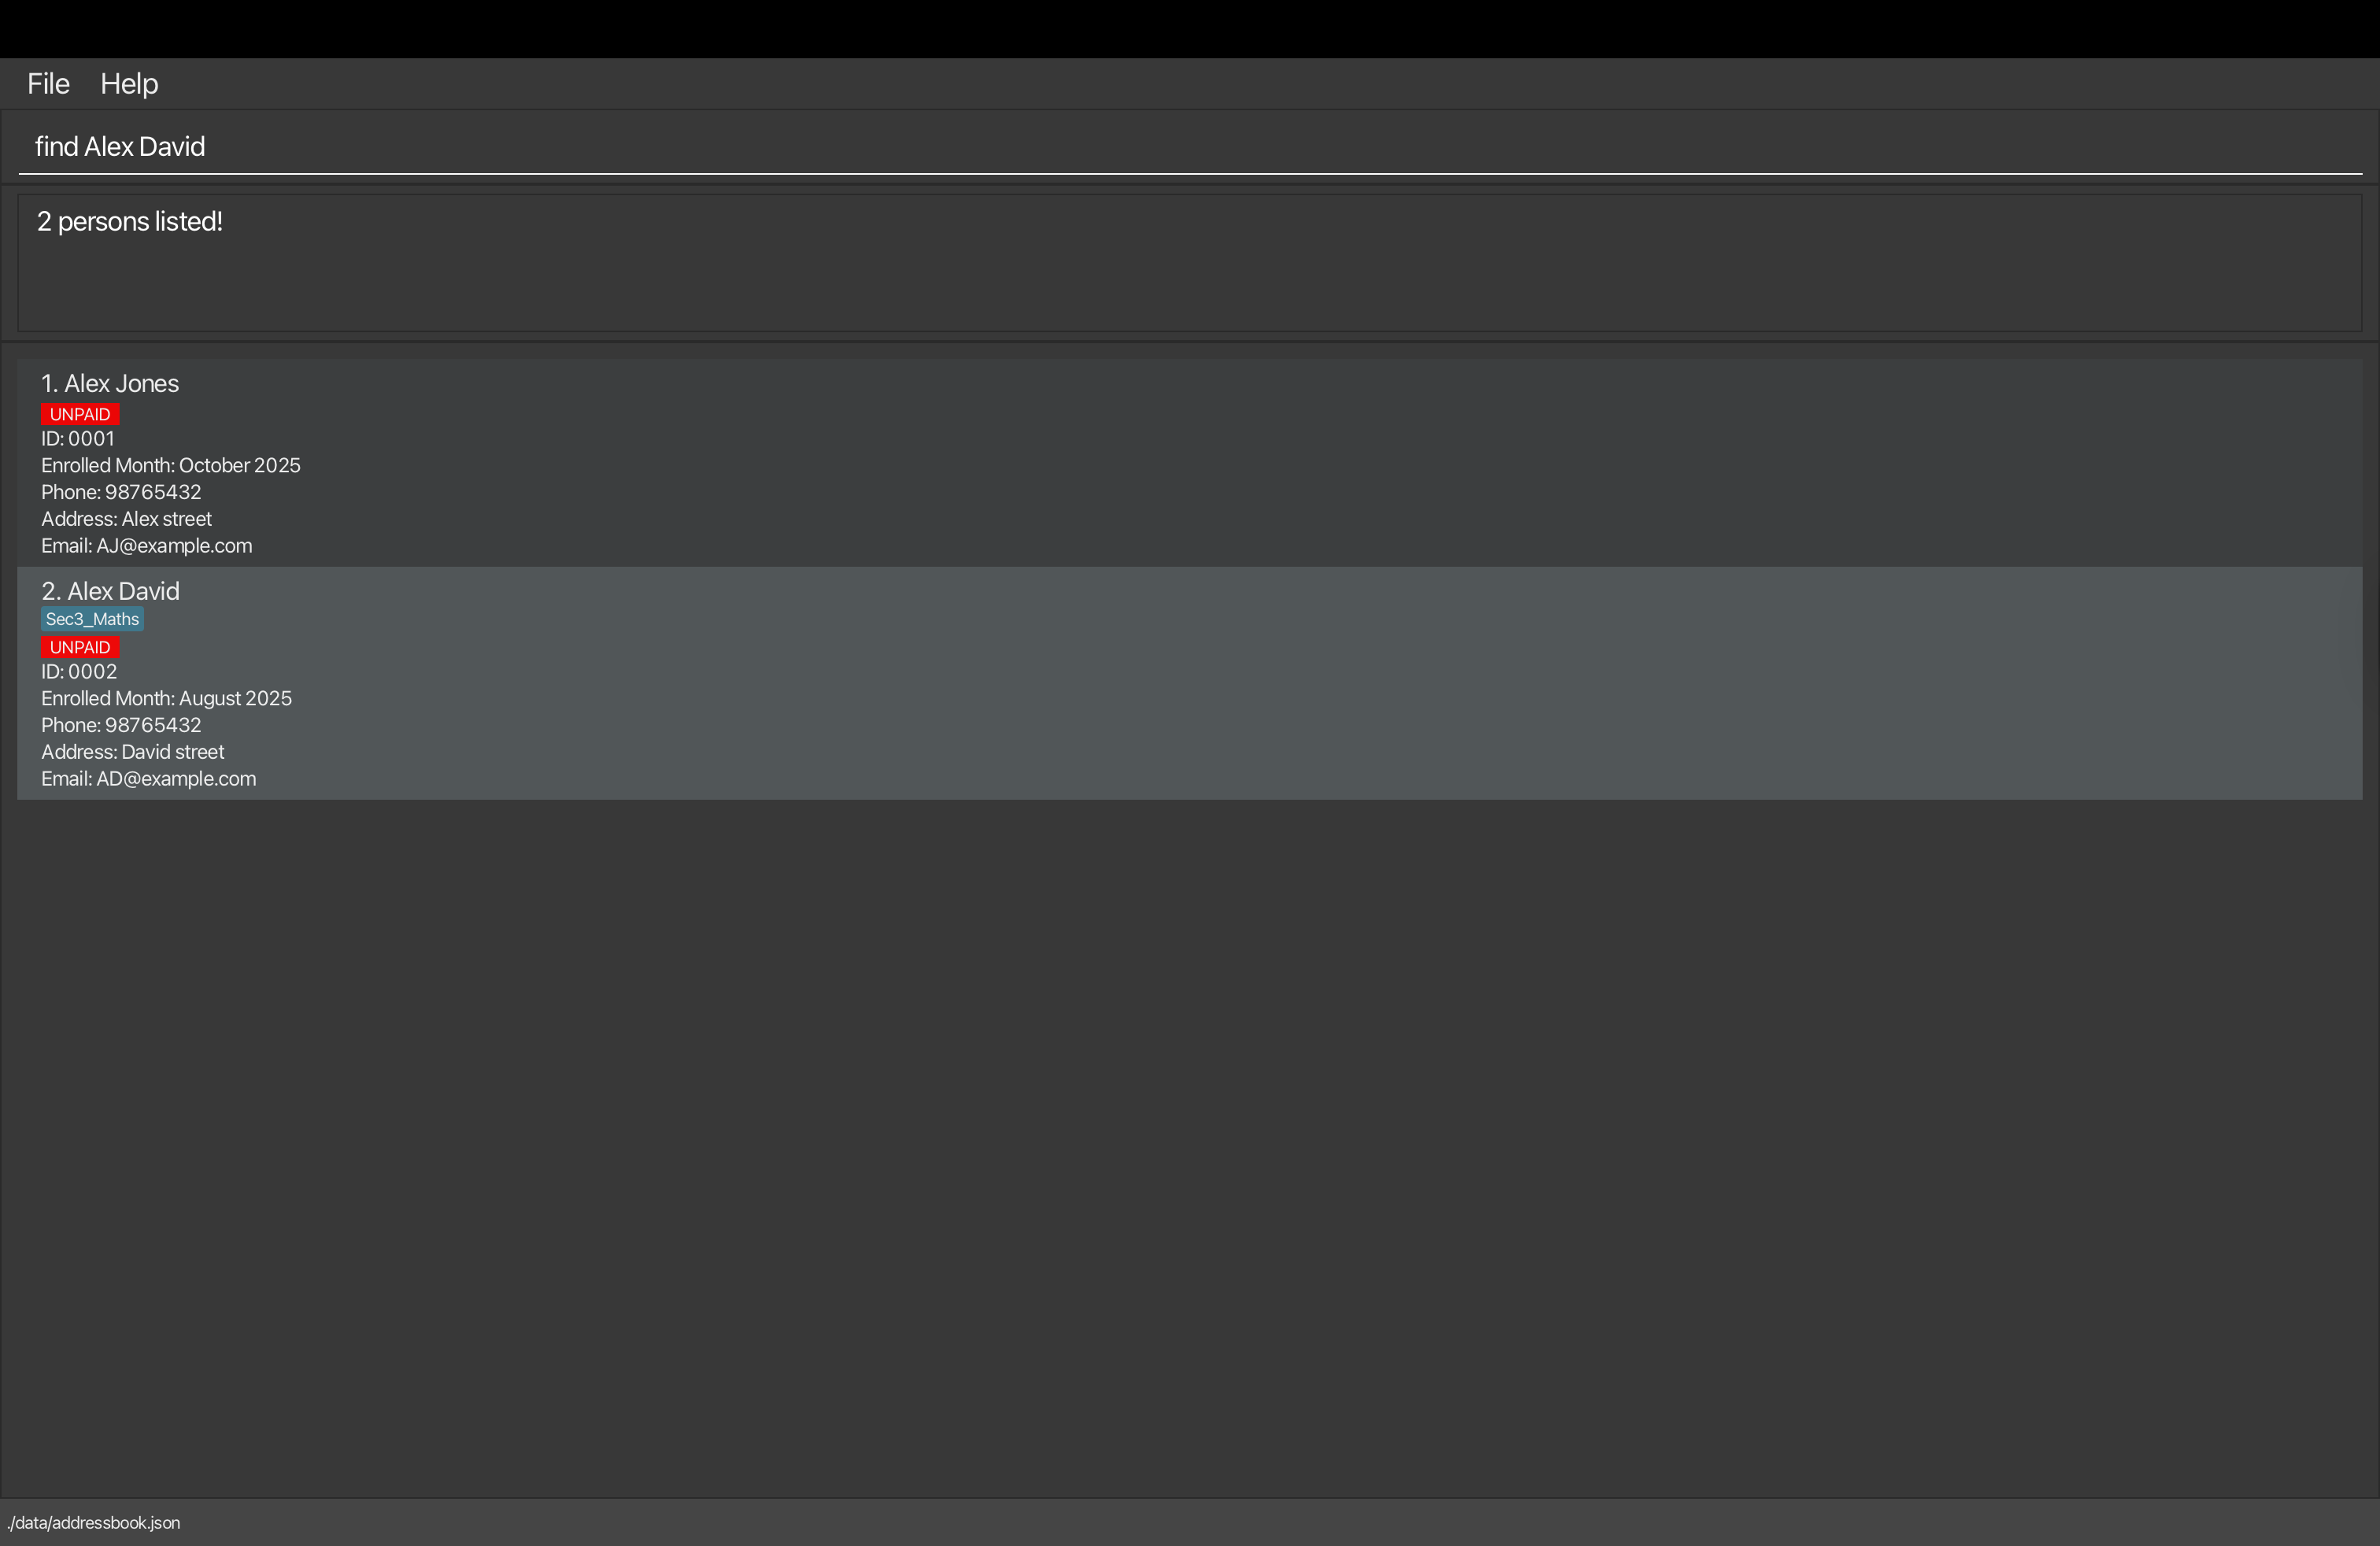 File Help
find Alex David
2 persons listed!
1. Alex Jones
UNPAID
ID: 0001
Enrolled Month: October 2025
Phone: 98765432
Address: Alex street
Email: AJ@example.com
2. Alex David
Sec3_Maths
UNPAID
ID: 0002
Enrolled Month: August 2025
Phone: 98765432
Address: David street
Email: AD@example.com
./data/addressbook.json